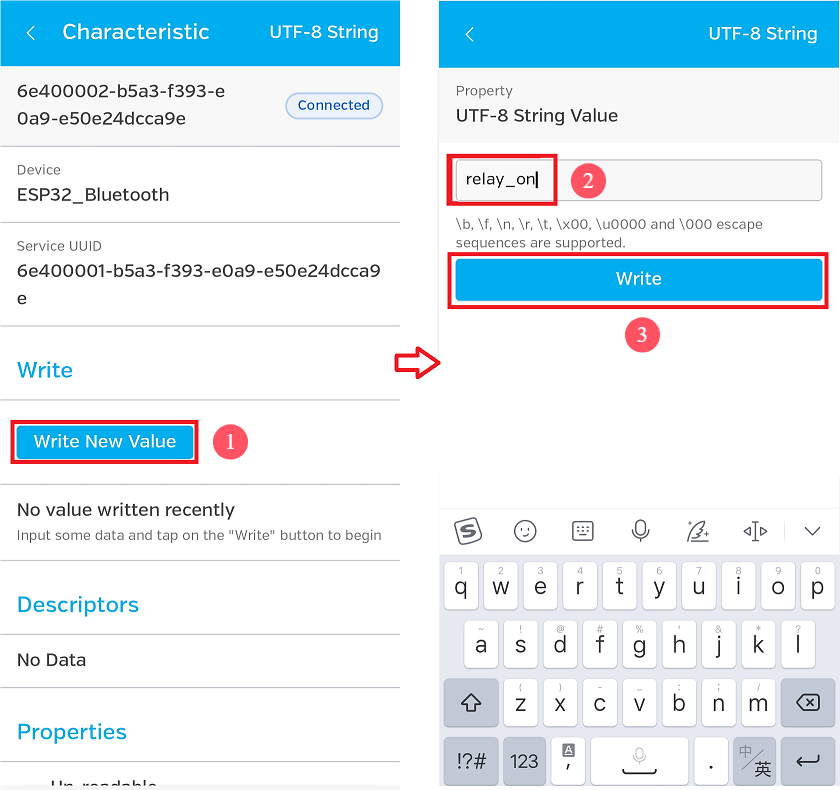 Characteristic
UTF-8 String
6e400002-b5a3-f393-e
0a9-e50e24dcca9e
Connected
Device
ESP32_Bluetooth
Service UUID
6e400001-b5a3-f393-e0a9-e50e24dcca9
e
Write
Write New Value
1
No value written recently
Input some data and tap on the "Write" button to begin
Descriptors
No Data
Properties
Un-readable
UTF-8 String
Property
UTF-8 String Value
relay_on
2
\b, \f, \n, \r, \t, \x00, \u0000 and \000 escape
sequences are supported.
Write
3
S
1 2 3 4 5 6 7 8 9 0
q w e r t y u i o p
~ ! @ # % ' & * ?
a s d f g h j k l
( ) - _ : ; /
z x c v b n m
!?# 123 A , . 中/英